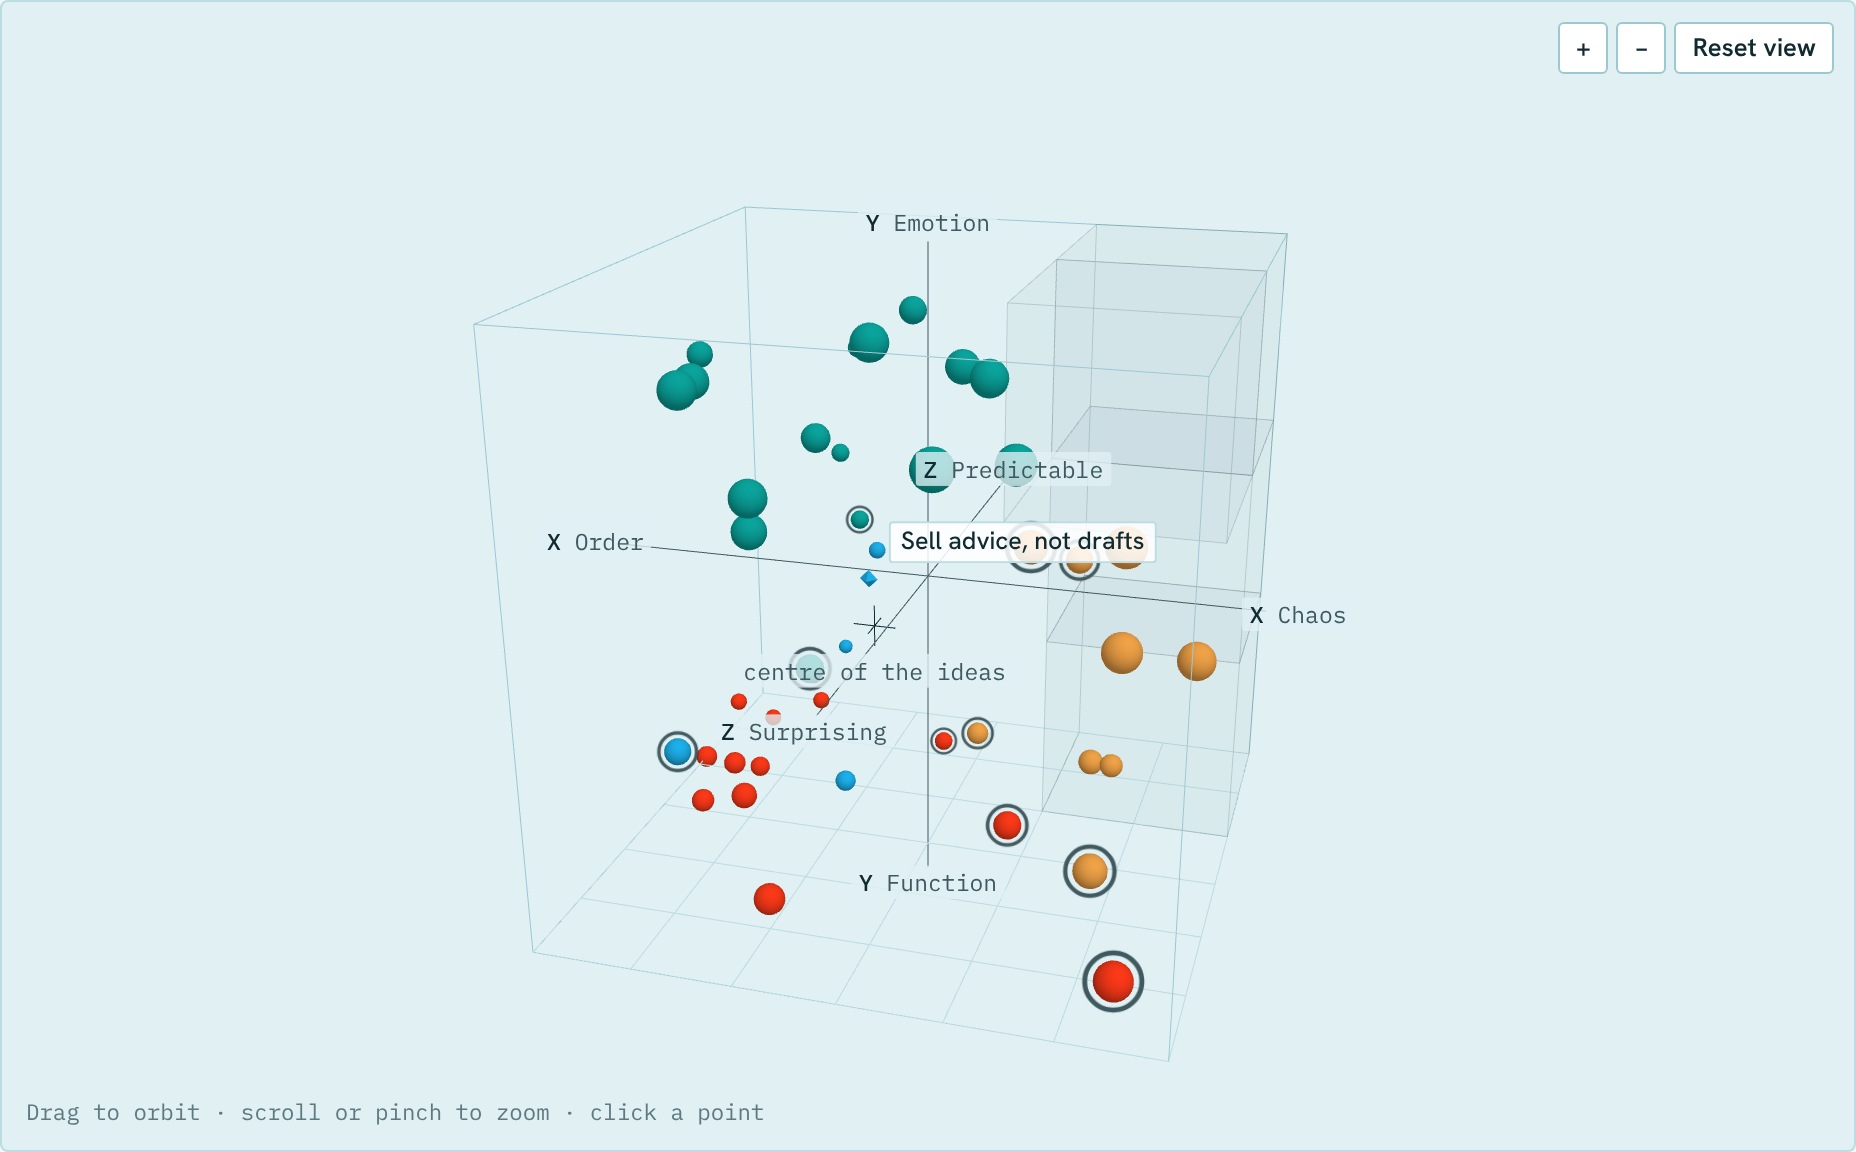 + - Reset view
Y Emotion
Z Predictable
Sell advice, not drafts
X Order
X Chaos
centre of the ideas
Z Surprising
Y Function
Drag to orbit · scroll or pinch to zoom · click a point